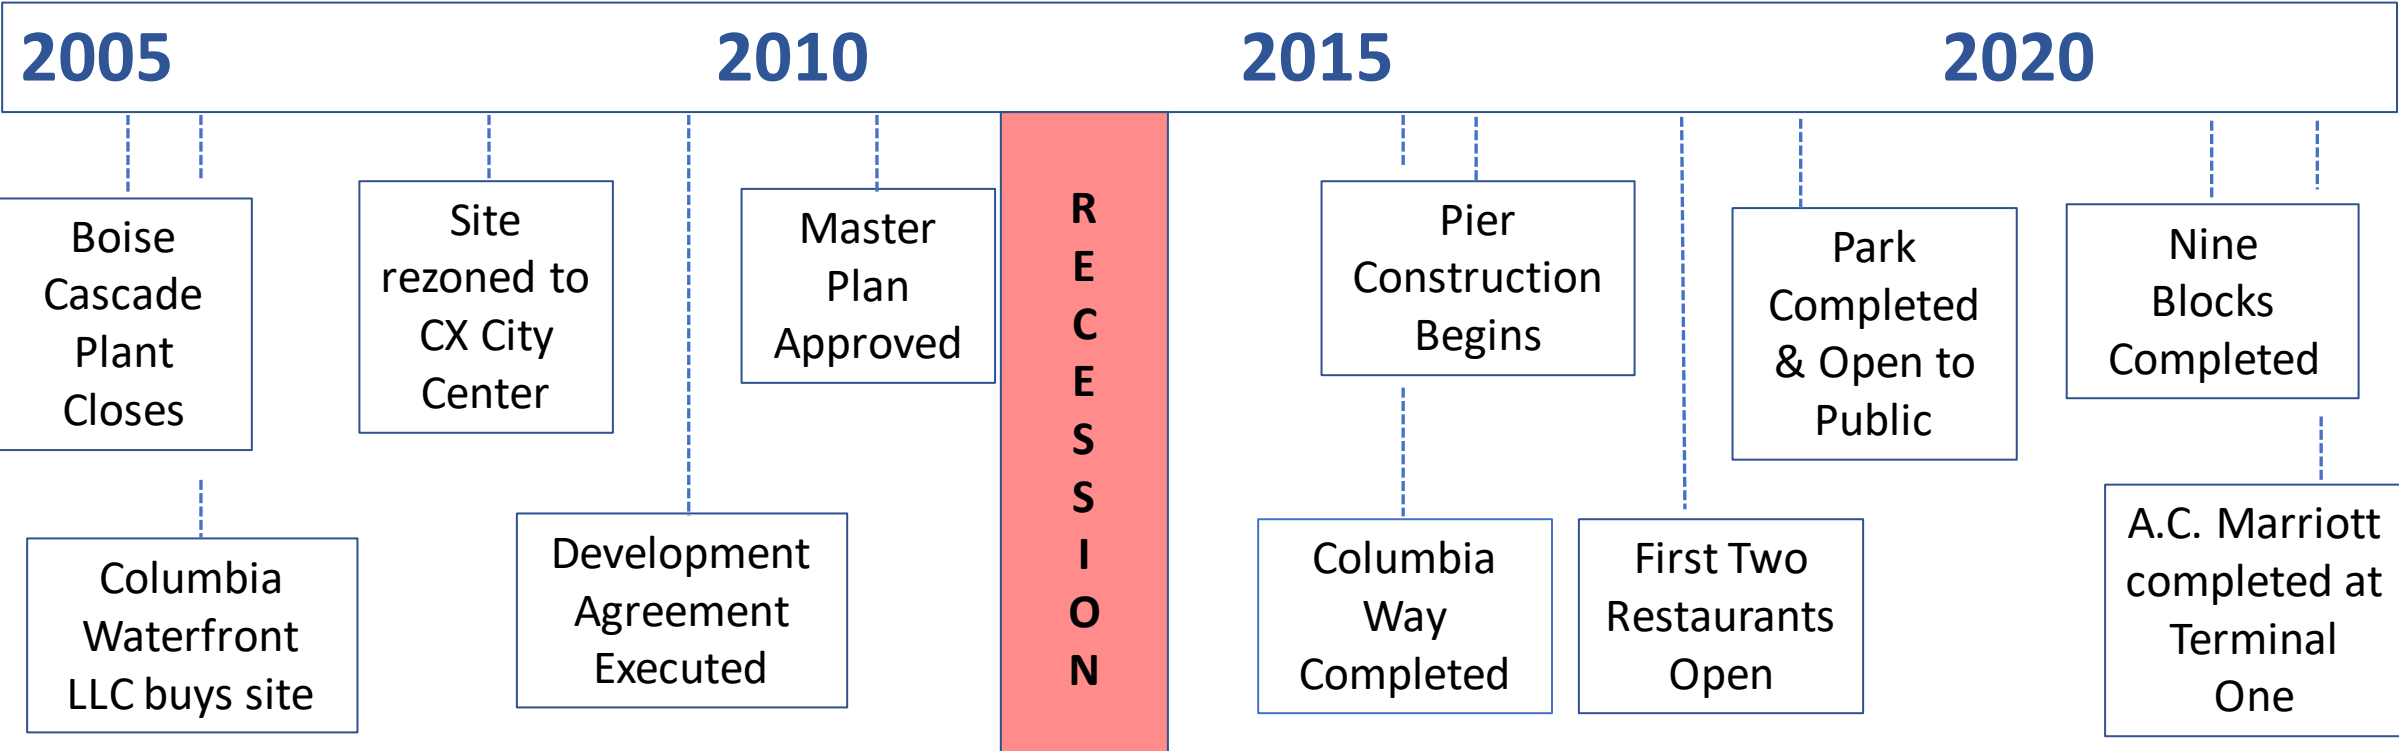 2005 2010 2015 2020
Boise
Cascade
Plant
Closes
Columbia
Waterfront
LLC buys site
Site
rezoned to
CX City
Center
Development
Agreement
Executed
Master
Plan
Approved
R
E
C
E
S
S
I
O
N
Pier
Construction
Begins
Columbia
Way
Completed
First Two
Restaurants
Open
Park
Completed
& Open to
Public
Nine
Blocks
Completed
A.C. Marriott
completed at
Terminal
One